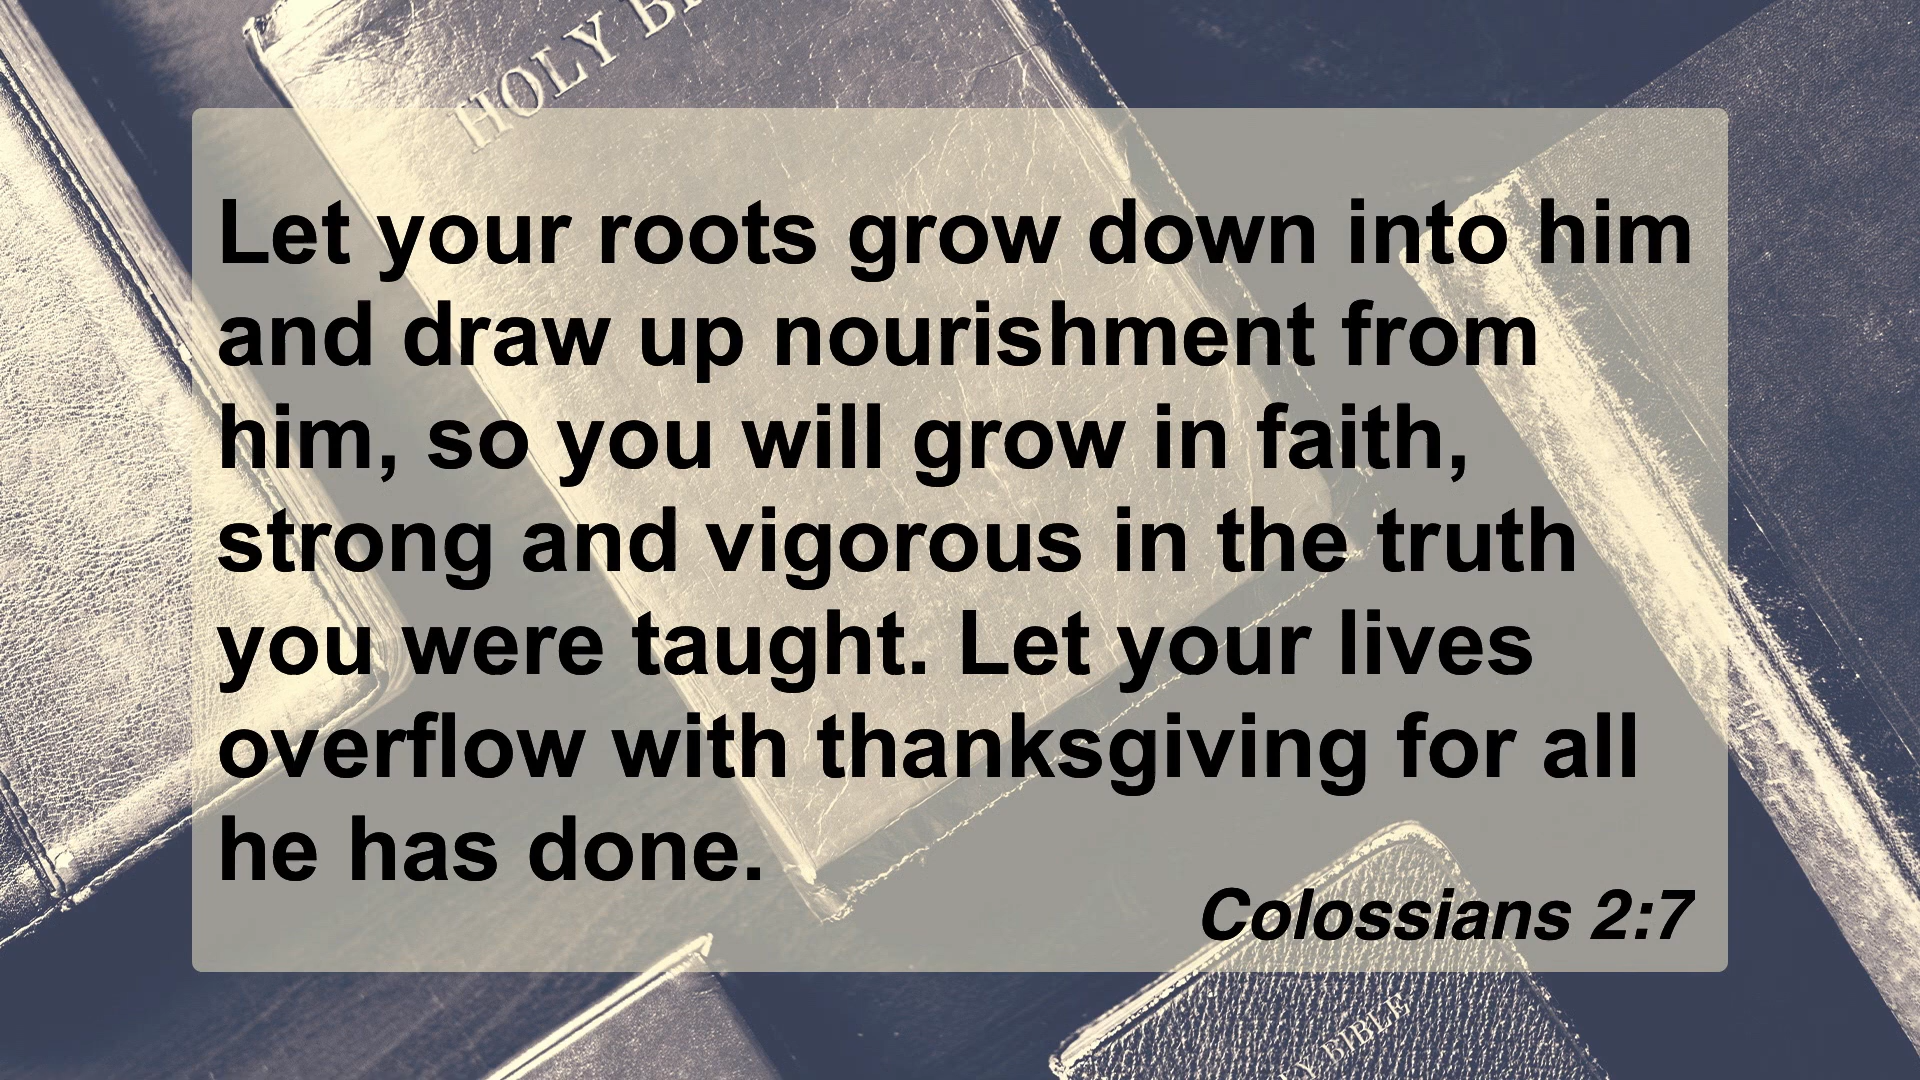 HOLY
Let your roots grow down into him
and draw up nourishment from
him, so you will grow in faith,
strong and vigorous in the truth
you were taught. Let your lives
overflow with thanksgiving for all
he has done.
Colossians 2:7
BIBLE